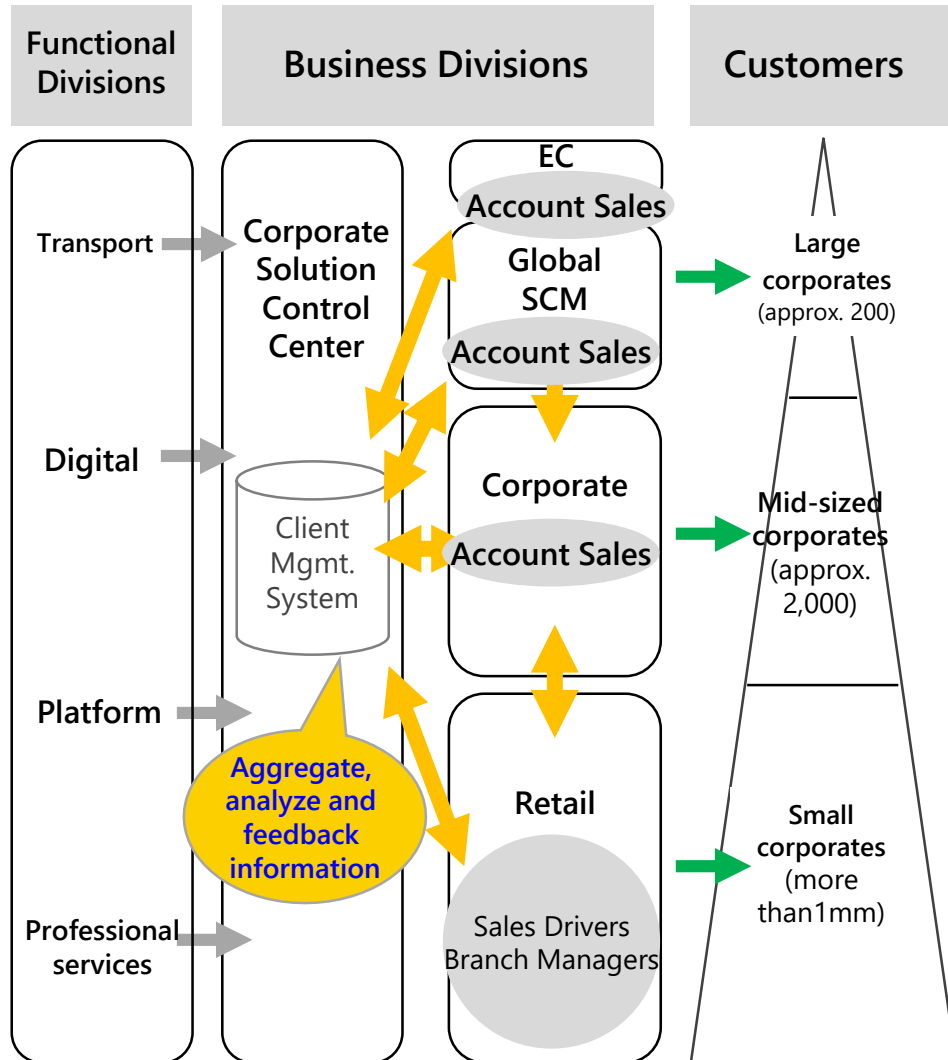 Functional
Divisions
Business Divisions
Customers
Transport
Digital
Platform
Professional
services
Corporate
Solution
Control
Center
Client
Mgmt.
System
Aggregate,
analyze and
feedback
information
EC
Account Sales
Global
SCM
Account Sales
Corporate
Account Sales
Retail
Sales Drivers
Branch Managers
Large
corporates
(approx. 200)
Mid-sized
corporates
(approx.
2,000)
Small
corporates
(more
than1mm)